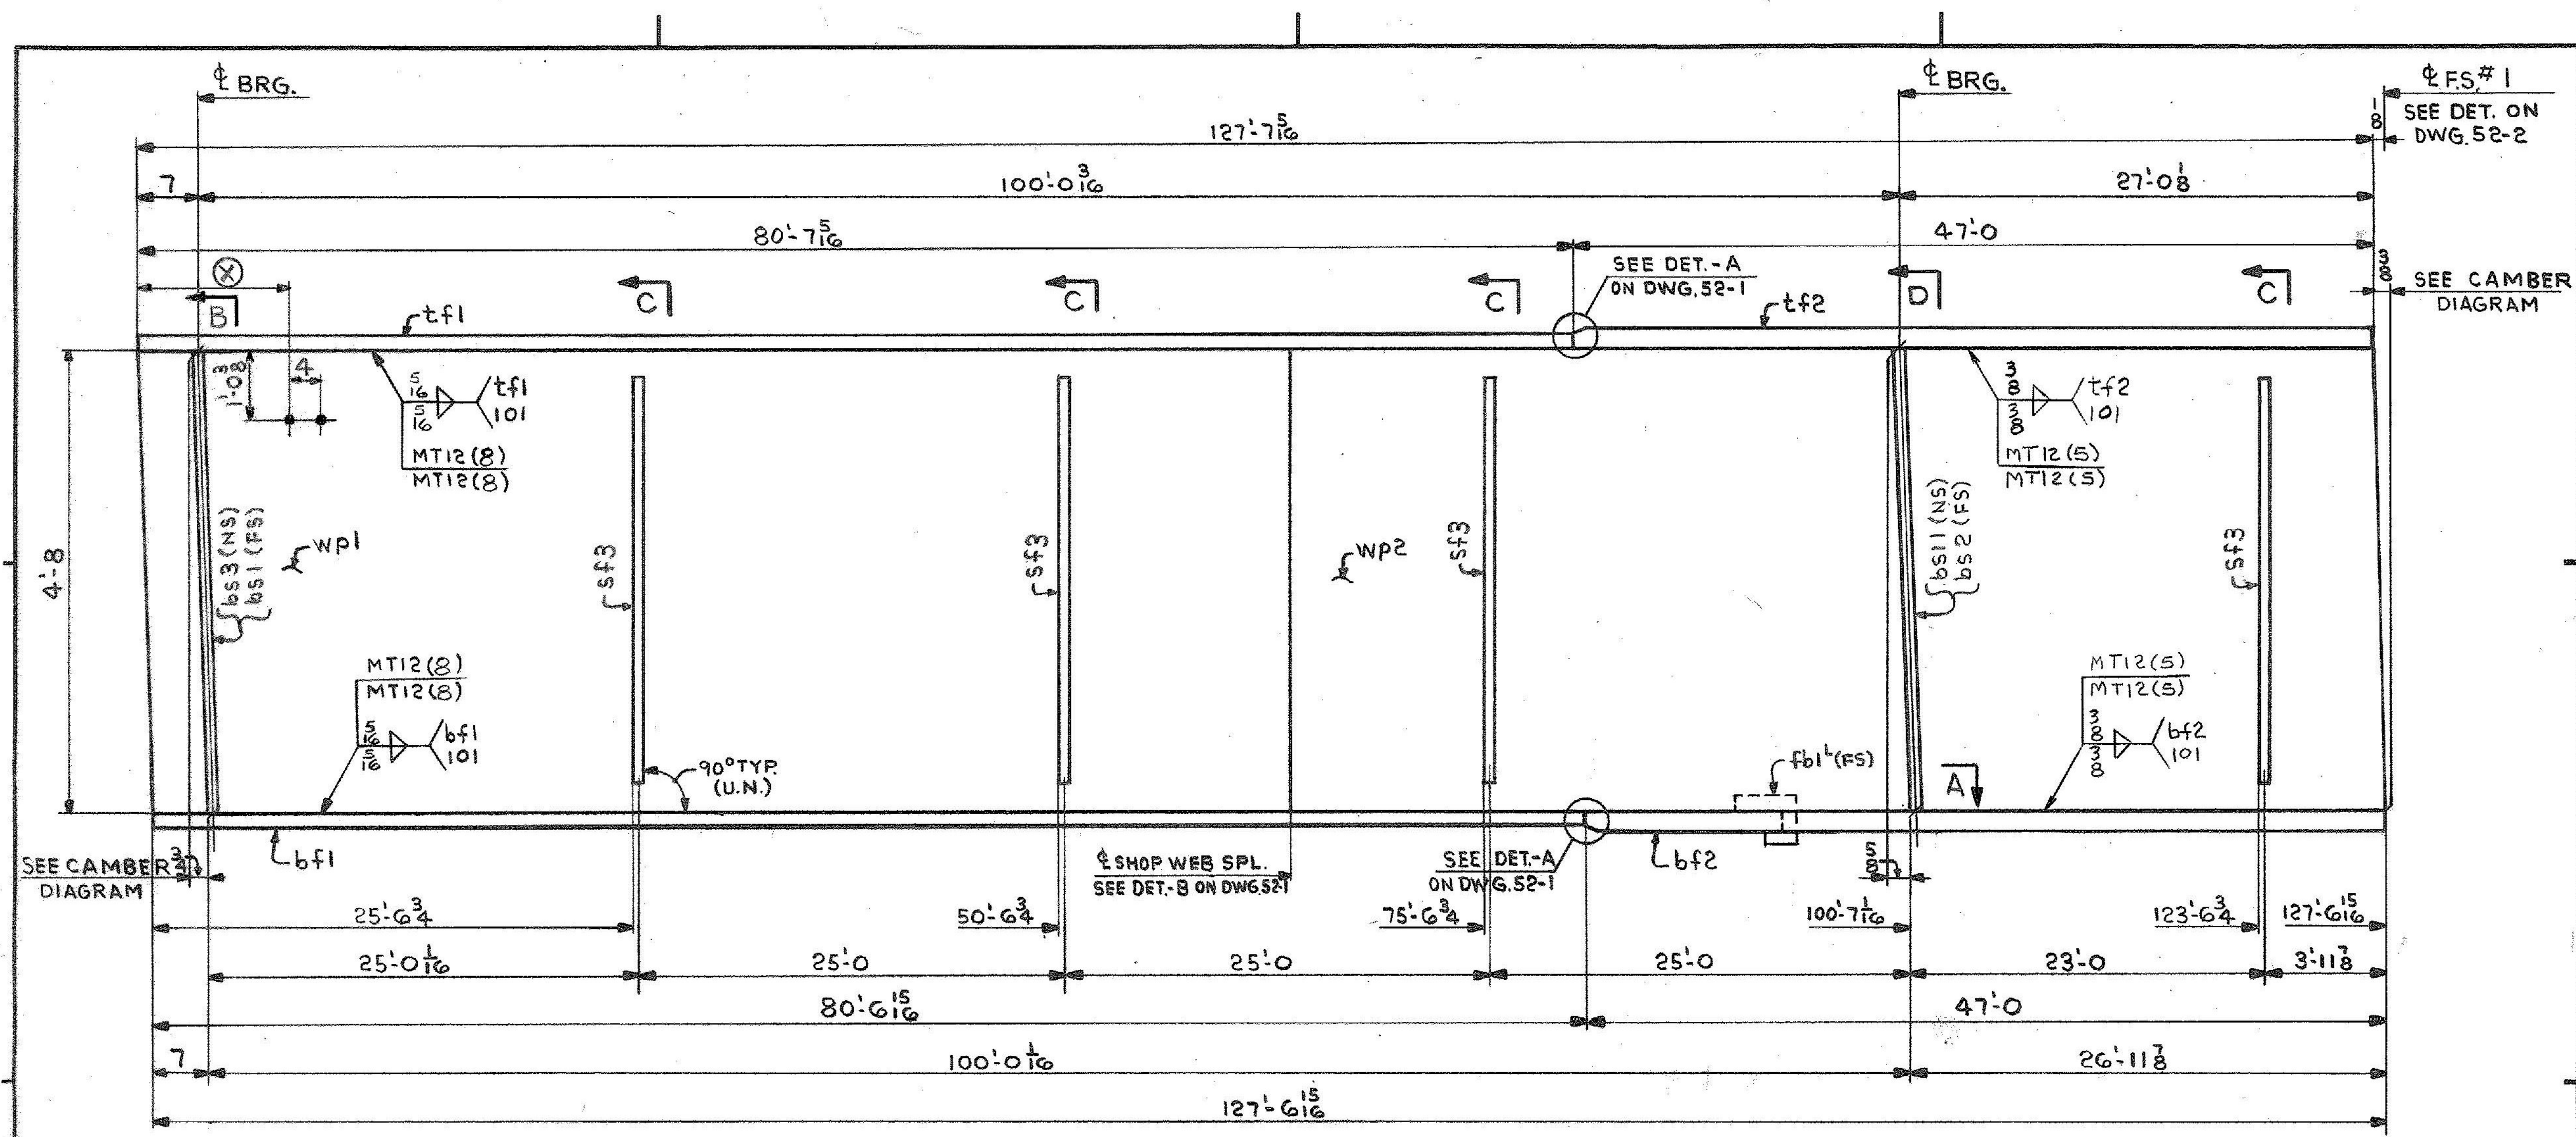 ℄ BRG.
℄ BRG.
℄ F.S. # 1
SEE DET. ON
DWG. 52-2
1/8
127'-7 5/16
7
100'-0 3/16
27'-0 1/8
80'-7 5/16
47'-0
X
SEE DET.-A
ON DWG. 52-1
3/8
SEE CAMBER
DIAGRAM
B
C
C
C
D
C
tf1
tf2
1'-0 3/8
4
5/16
5/16
tf1
101
MT12(8)
MT12(8)
3/8
3/8
tf2
101
MT12(5)
MT12(5)
4'-8
bs3 (NS)
bs1 (FS)
wp1
sf3
sf3
wp2
sf3
bs11 (NS)
bs2 (FS)
sf3
MT12(8)
MT12(8)
5/16
5/16
bf1
101
90° TYP.
(U.N.)
fb1ᴸ (FS)
A
MT12(5)
MT12(5)
3/8
3/8
bf2
101
SEE CAMBER
DIAGRAM
3/4
bf1
℄ SHOP WEB SPL.
SEE DET.-B ON DWG. 52-1
SEE DET.-A
ON DWG. 52-1
bf2
5/8
25'-6 3/4
50'-6 3/4
75'-6 3/4
100'-7 1/16
123'-6 3/4
127'-6 15/16
25'-0 1/16
25'-0
25'-0
25'-0
23'-0
3'-11 7/8
80'-6 15/16
47'-0
7
100'-0 1/16
26'-11 7/8
127'-6 15/16